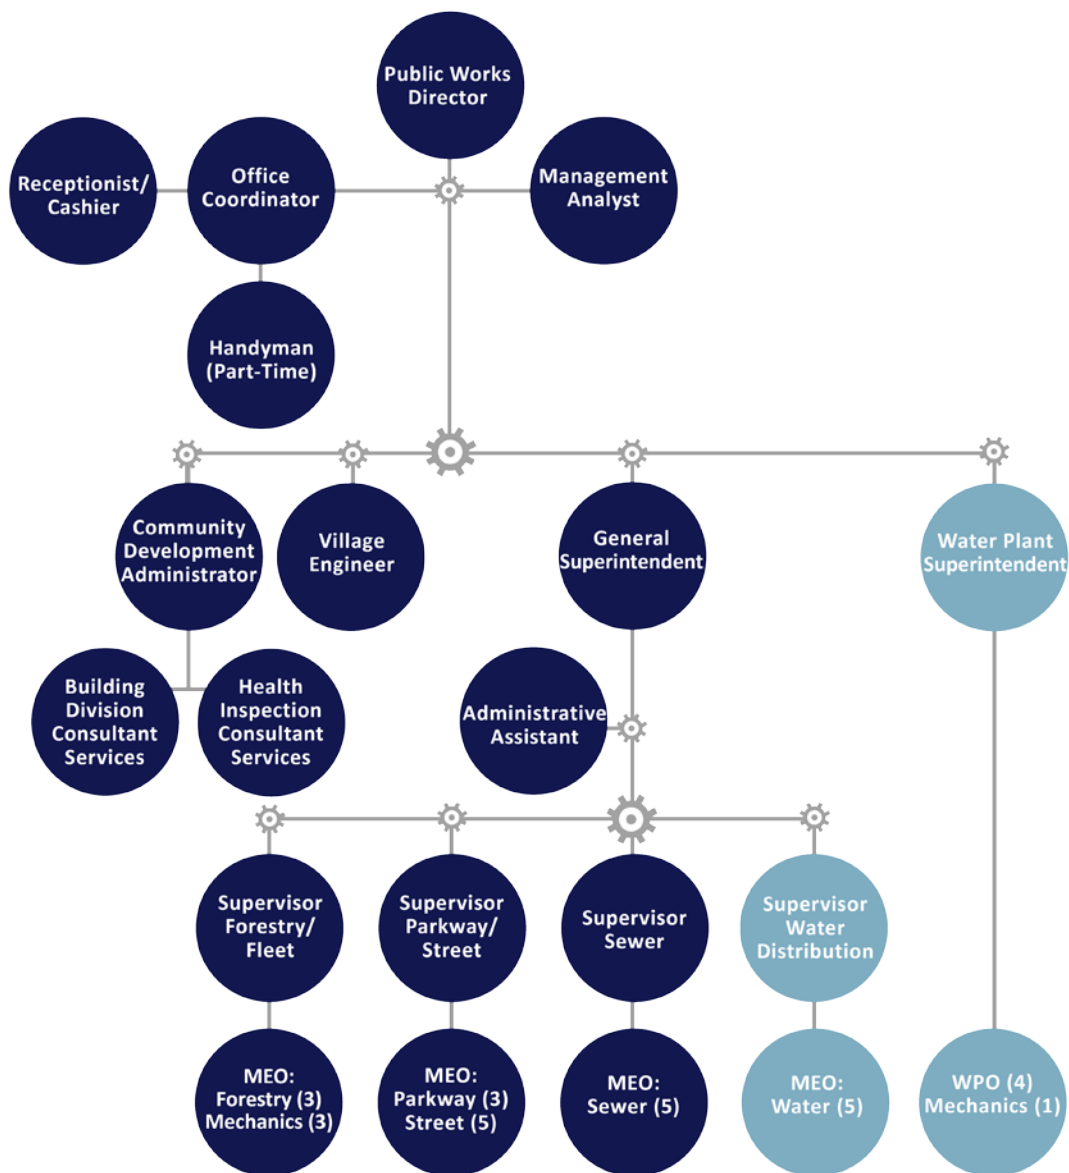 Public Works
Director
Receptionist/
Cashier
Office
Coordinator
Management
Analyst
Handyman
(Part-Time)
Community
Development
Administrator
Village
Engineer
General
Superintendent
Water Plant
Superintendent
Building
Division
Consultant
Services
Health
Inspection
Consultant
Services
Administrative
Assistant
Supervisor
Forestry/
Fleet
Supervisor
Parkway/
Street
Supervisor
Sewer
Supervisor
Water
Distribution
MEO:
Forestry (3)
Mechanics (3)
MEO:
Parkway (3)
Street (5)
MEO:
Sewer (5)
MEO:
Water (5)
WPO (4)
Mechanics (1)